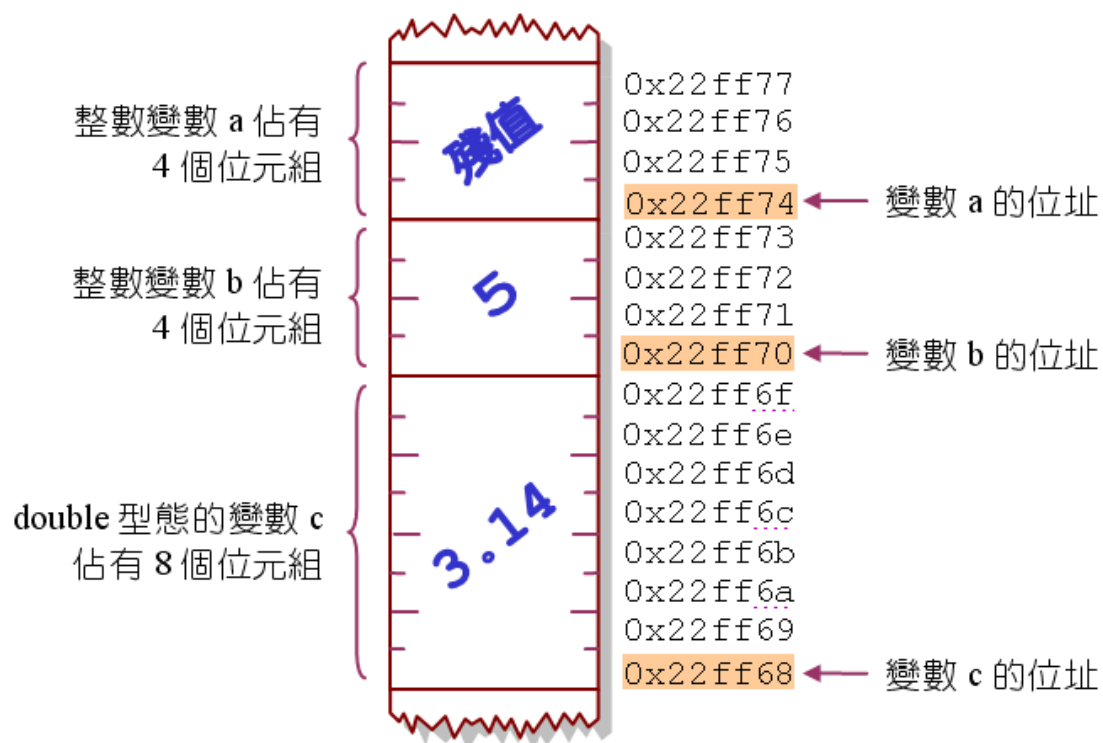 整數變數 a 佔有
4 個位元組
殘值
0x22ff77
0x22ff76
0x22ff75
0x22ff74
變數 a 的位址
整數變數 b 佔有
4 個位元組
5
0x22ff73
0x22ff72
0x22ff71
0x22ff70
變數 b 的位址
double 型態的變數 c
佔有 8 個位元組
3.14
0x22ff6f
0x22ff6e
0x22ff6d
0x22ff6c
0x22ff6b
0x22ff6a
0x22ff69
0x22ff68
變數 c 的位址